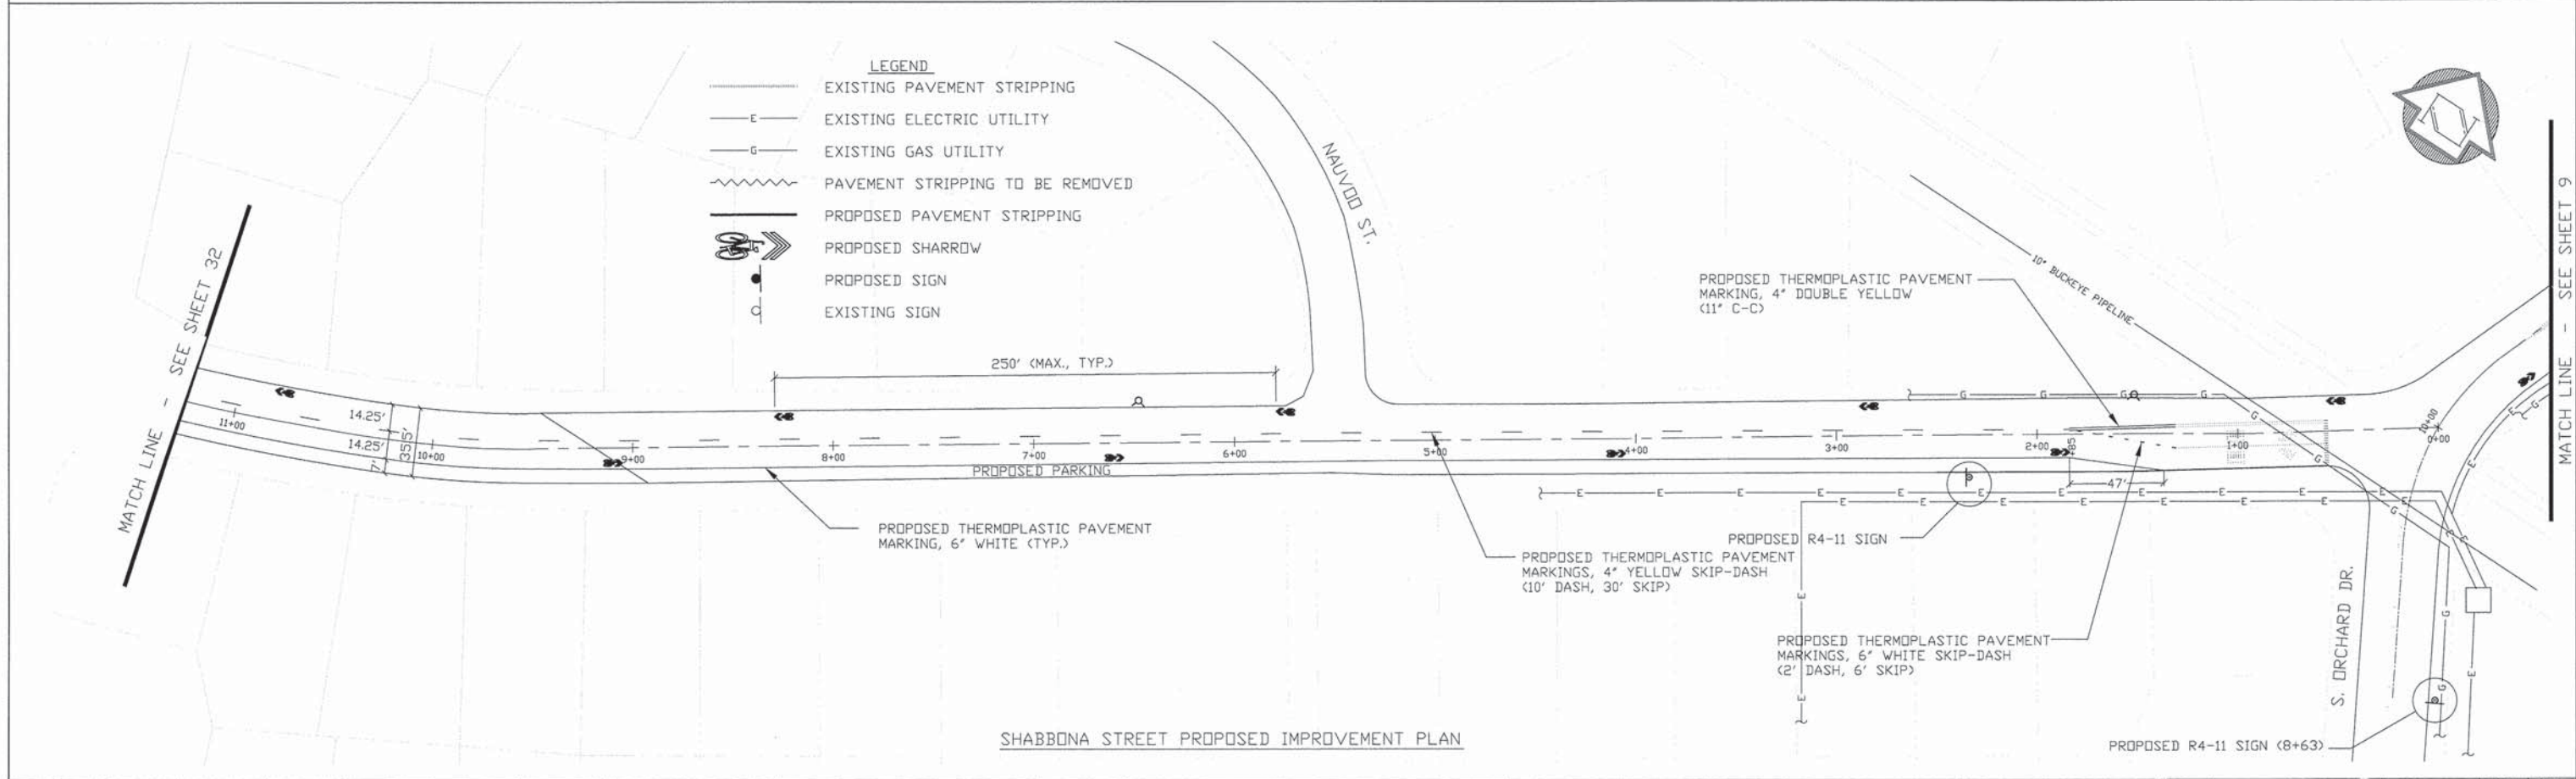 LEGEND
EXISTING PAVEMENT STRIPPING
E
EXISTING ELECTRIC UTILITY
G
EXISTING GAS UTILITY
PAVEMENT STRIPPING TO BE REMOVED
PROPOSED PAVEMENT STRIPPING
PROPOSED SHARROW
PROPOSED SIGN
EXISTING SIGN
MATCH LINE - SEE SHEET 32
NAUVOO ST.
250' (MAX., TYP.)
PROPOSED THERMOPLASTIC PAVEMENT
MARKING, 4" DOUBLE YELLOW
(11" C-C)
10" BUCKEYE PIPELINE
MATCH LINE - SEE SHEET 9
14.25'
14.25'
7'
35.5'
11+00
10+00
9+00
8+00
7+00
6+00
5+00
4+00
3+00
2+00
+85
1+00
0+00
10+00
47'
PROPOSED PARKING
PROPOSED THERMOPLASTIC PAVEMENT
MARKING, 6" WHITE (TYP.)
PROPOSED R4-11 SIGN
PROPOSED THERMOPLASTIC PAVEMENT
MARKINGS, 4" YELLOW SKIP-DASH
(10' DASH, 30' SKIP)
PROPOSED THERMOPLASTIC PAVEMENT
MARKINGS, 6" WHITE SKIP-DASH
(2' DASH, 6' SKIP)
S. ORCHARD DR.
PROPOSED R4-11 SIGN (8+63)
SHABBONA STREET PROPOSED IMPROVEMENT PLAN